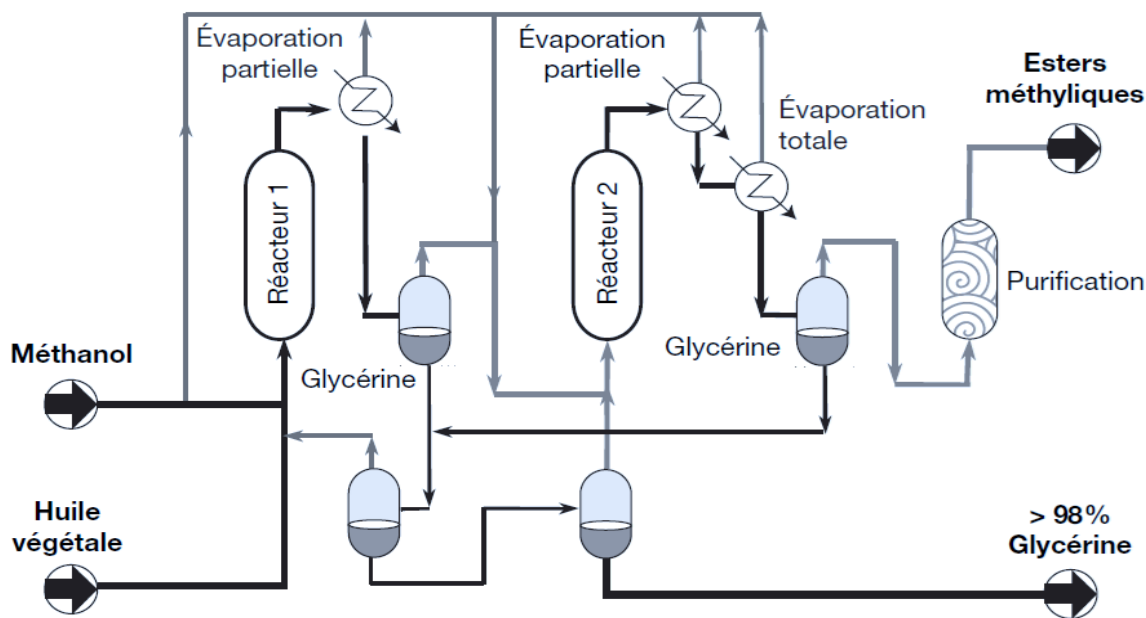 Évaporation
partielle
Évaporation
partielle
Esters
méthyliques
Évaporation
totale
Réacteur 1
Réacteur 2
Purification
Méthanol
Glycérine
Glycérine
Huile
végétale
> 98%
Glycérine